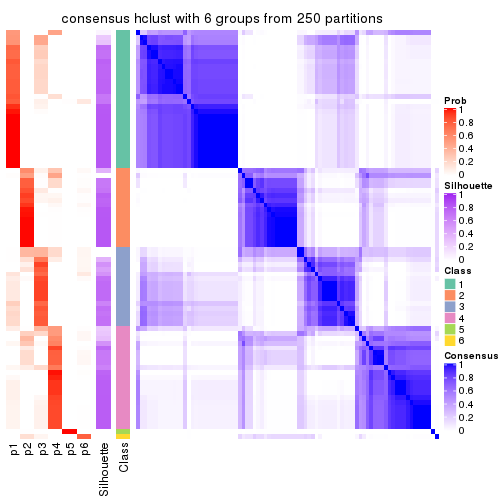 consensus hclust with 6 groups from 250 partitions
Prob
1
0.8
0.6
0.4
0.2
0
Silhouette
1
0.8
0.6
0.4
0.2
0
Class
1
2
3
4
5
6
Consensus
1
0.8
0.6
0.4
0.2
0
p1
p2
p3
p4
p5
p6
Silhouette
Class